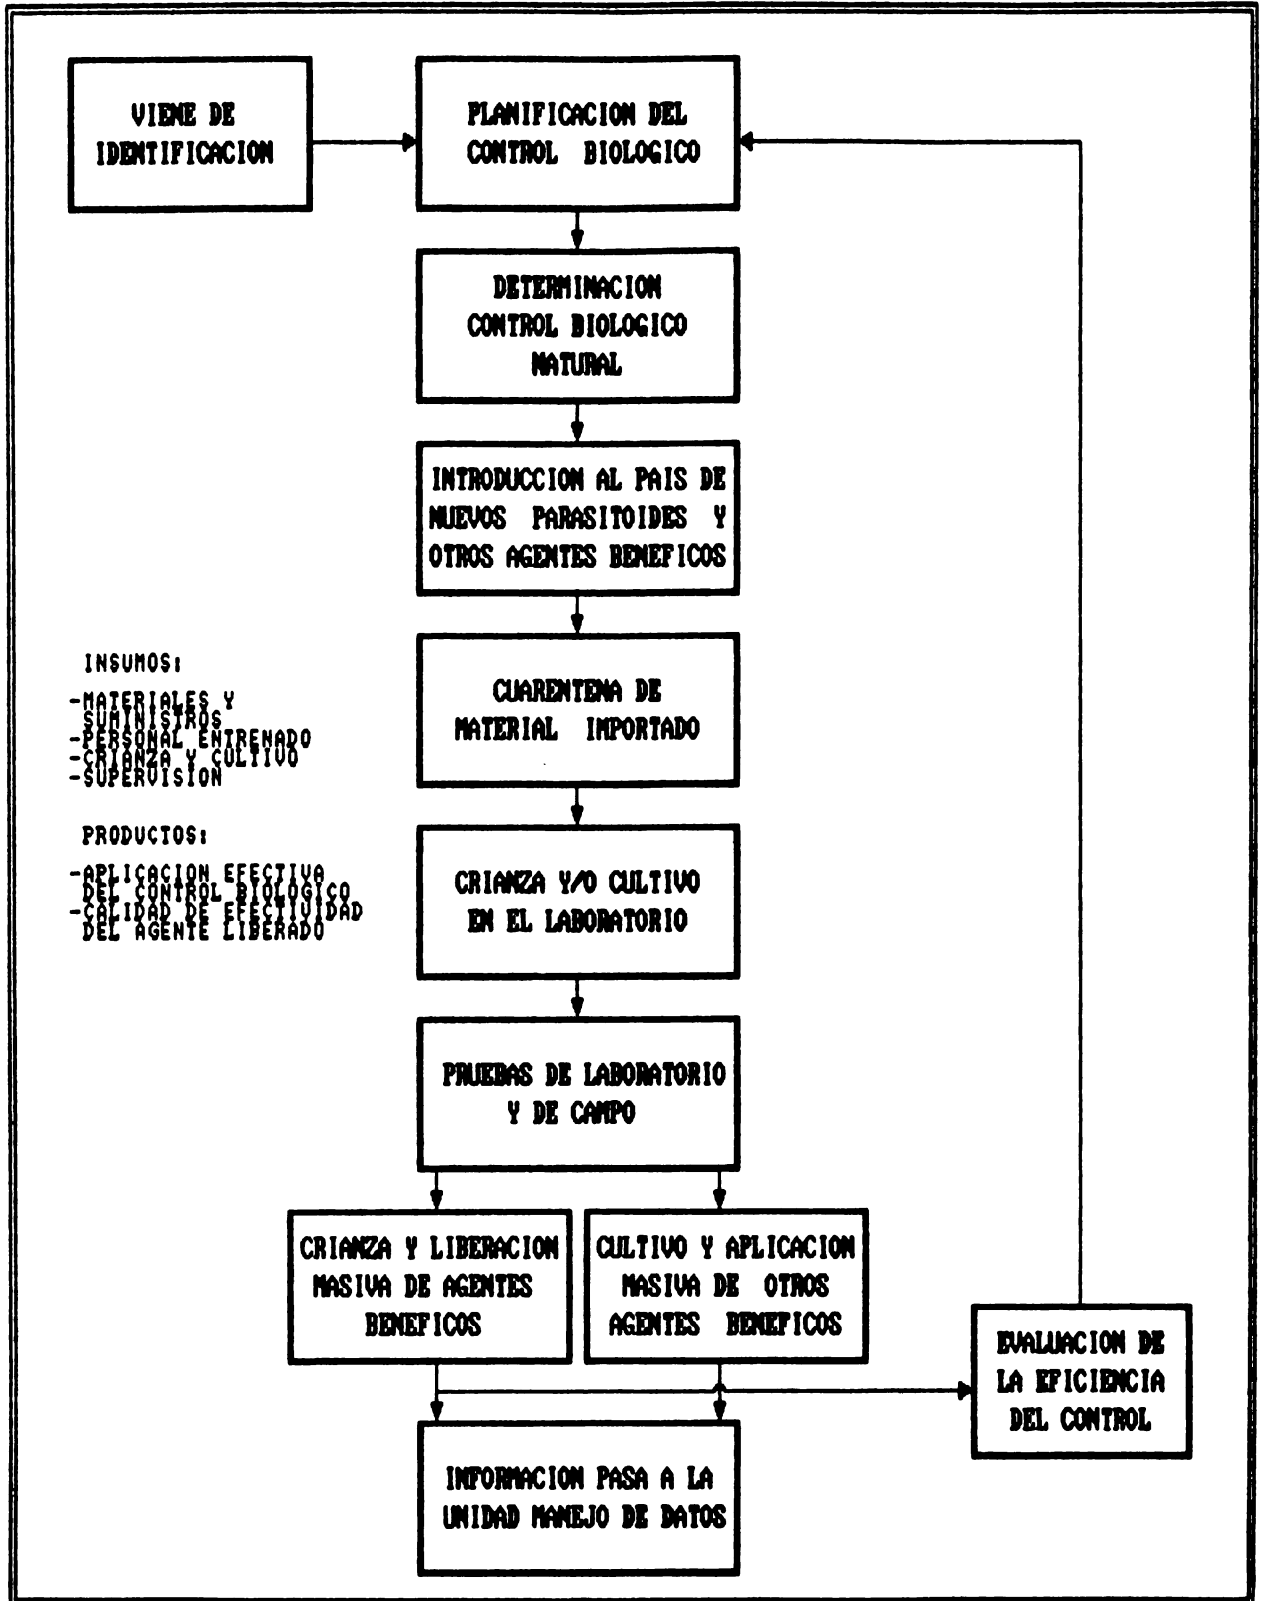 VIENE DE
IDENTIFICACION
PLANIFICACION DEL
CONTROL BIOLOGICO
DETERMINACION
CONTROL BIOLOGICO
NATURAL
INTRODUCCION AL PAIS DE
NUEVOS PARASITOIDES Y
OTROS AGENTES BENEFICOS
CUARENTENA DE
MATERIAL IMPORTADO
INSUMOS:
-MATERIALES Y
SUMINISTROS
-PERSONAL ENTRENADO
-CRIANZA Y CULTIVO
-SUPERVISION
PRODUCTOS:
-APLICACION EFECTIVA
DEL CONTROL BIOLOGICO
-CALIDAD DE EFECTIVIDAD
DEL AGENTE LIBERADO
CRIANZA Y/O CULTIVO
EN EL LABORATORIO
PRUEBAS DE LABORATORIO
Y DE CAMPO
CRIANZA Y LIBERACION
MASIVA DE AGENTES
BENEFICOS
CULTIVO Y APLICACION
MASIVA DE OTROS
AGENTES BENEFICOS
EVALUACION DE
LA EFICIENCIA
DEL CONTROL
INFORMACION PASA A LA
UNIDAD MANEJO DE DATOS